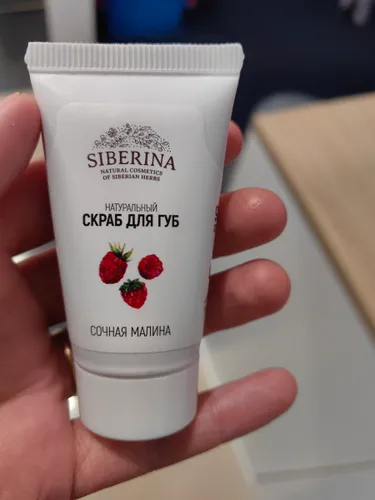 SIBERINA
NATURAL COSMETICS
OF SIBERIAN HERBS
НАТУРАЛЬНЫЙ
СКРАБ ДЛЯ ГУБ
СОЧНАЯ МАЛИНА